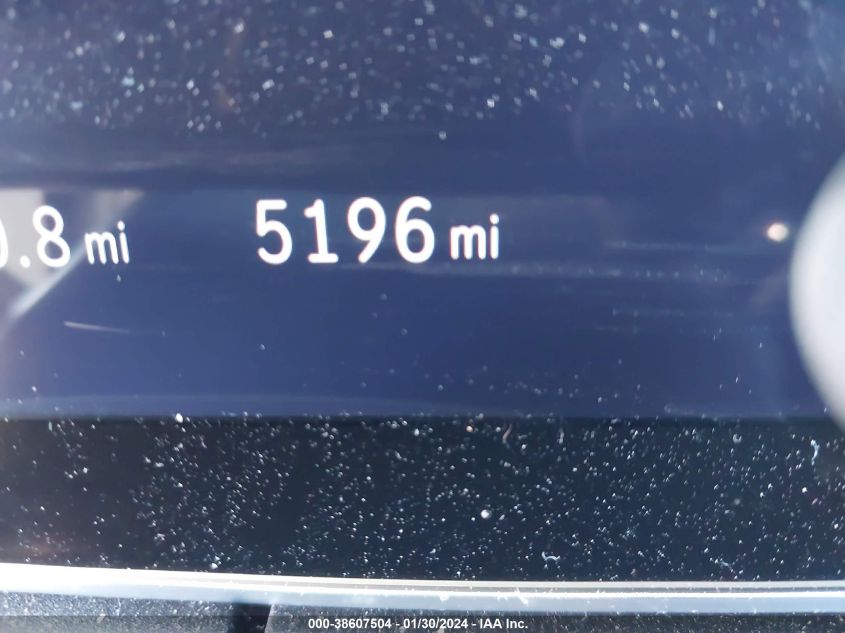 .8 mi 5196 mi
000-38607504 - 01/30/2024 - IAA Inc.